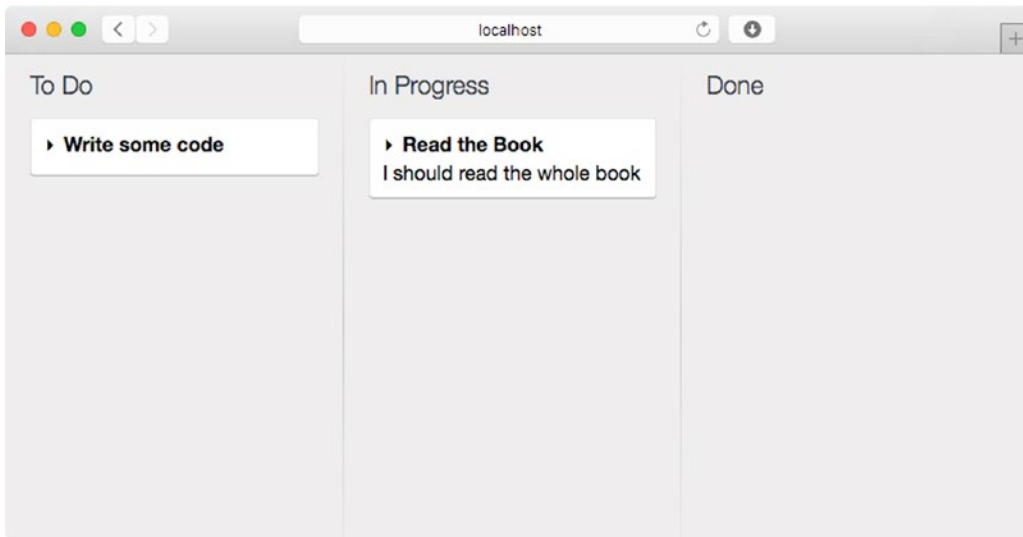 localhost
To Do
Write some code
In Progress
Read the Book
I should read the whole book
Done